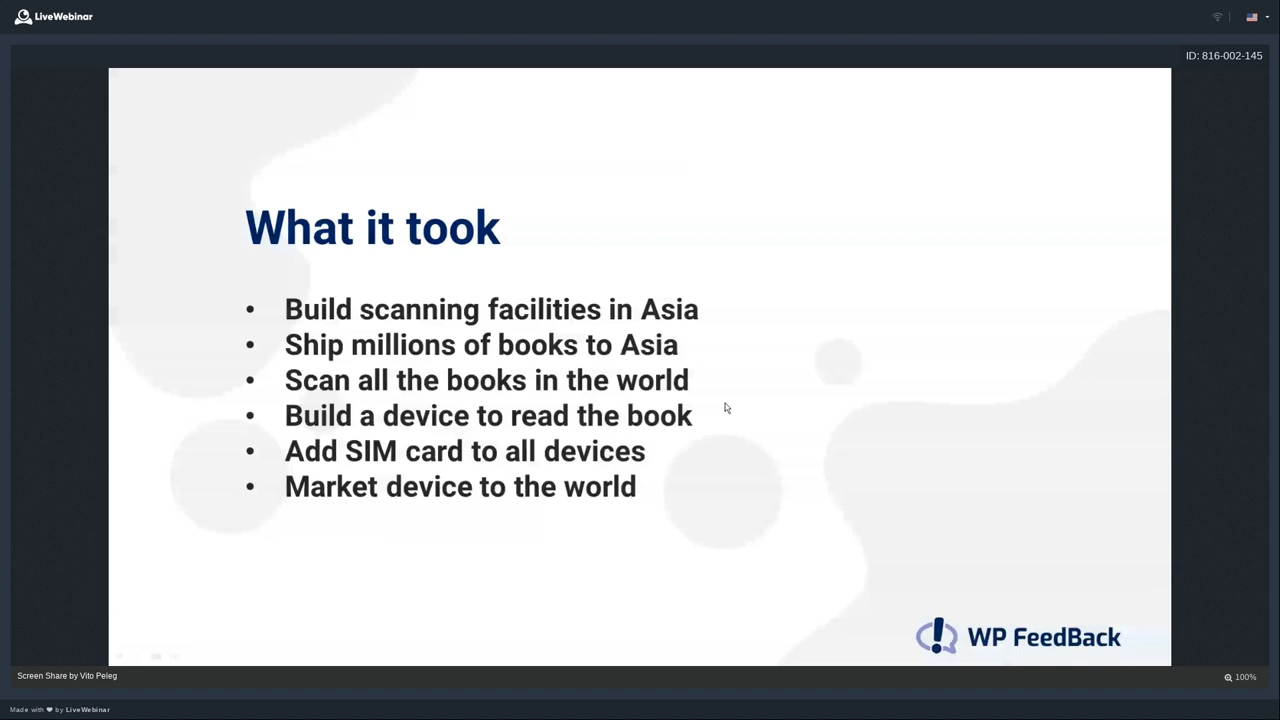 LiveWebinar
ID: 816-002-145
What it took
• Build scanning facilities in Asia
• Ship millions of books to Asia
• Scan all the books in the world
• Build a device to read the book
• Add SIM card to all devices
• Market device to the world
WP FeedBack
Screen Share by Vito Peleg
100%
Made with ❤ by LiveWebinar